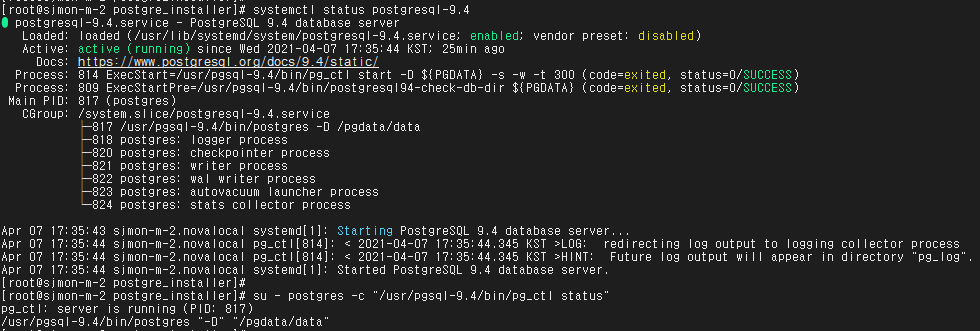 [root@sjmon-m-2 postgre_installer]# systemctl status postgresql-9.4
● postgresql-9.4.service - PostgreSQL 9.4 database server
Loaded: loaded (/usr/lib/systemd/system/postgresql-9.4.service; enabled; vendor preset: disabled)
Active: active (running) since Wed 2021-04-07 17:35:44 KST; 25min ago
Docs: https://www.postgresql.org/docs/9.4/static/
Process: 814 ExecStart=/usr/pgsql-9.4/bin/pg_ctl start -D ${PGDATA} -s -w -t 300 (code=exited, status=0/SUCCESS)
Process: 809 ExecStartPre=/usr/pgsql-9.4/bin/postgresql94-check-db-dir ${PGDATA} (code=exited, status=0/SUCCESS)
Main PID: 817 (postgres)
CGroup: /system.slice/postgresql-9.4.service
├─817 /usr/pgsql-9.4/bin/postgres -D /pgdata/data
├─818 postgres: logger process
├─820 postgres: checkpointer process
├─821 postgres: writer process
├─822 postgres: wal writer process
├─823 postgres: autovacuum launcher process
└─824 postgres: stats collector process
Apr 07 17:35:43 sjmon-m-2.novalocal systemd[1]: Starting PostgreSQL 9.4 database server...
Apr 07 17:35:44 sjmon-m-2.novalocal pg_ctl[814]: < 2021-04-07 17:35:44.345 KST >LOG:  redirecting log output to logging collector process
Apr 07 17:35:44 sjmon-m-2.novalocal pg_ctl[814]: < 2021-04-07 17:35:44.345 KST >HINT:  Future log output will appear in directory "pg_log".
Apr 07 17:35:44 sjmon-m-2.novalocal systemd[1]: Started PostgreSQL 9.4 database server.
[root@sjmon-m-2 postgre_installer]#
[root@sjmon-m-2 postgre_installer]# su - postgres -c "/usr/pgsql-9.4/bin/pg_ctl status"
pg_ctl: server is running (PID: 817)
/usr/pgsql-9.4/bin/postgres "-D" "/pgdata/data"